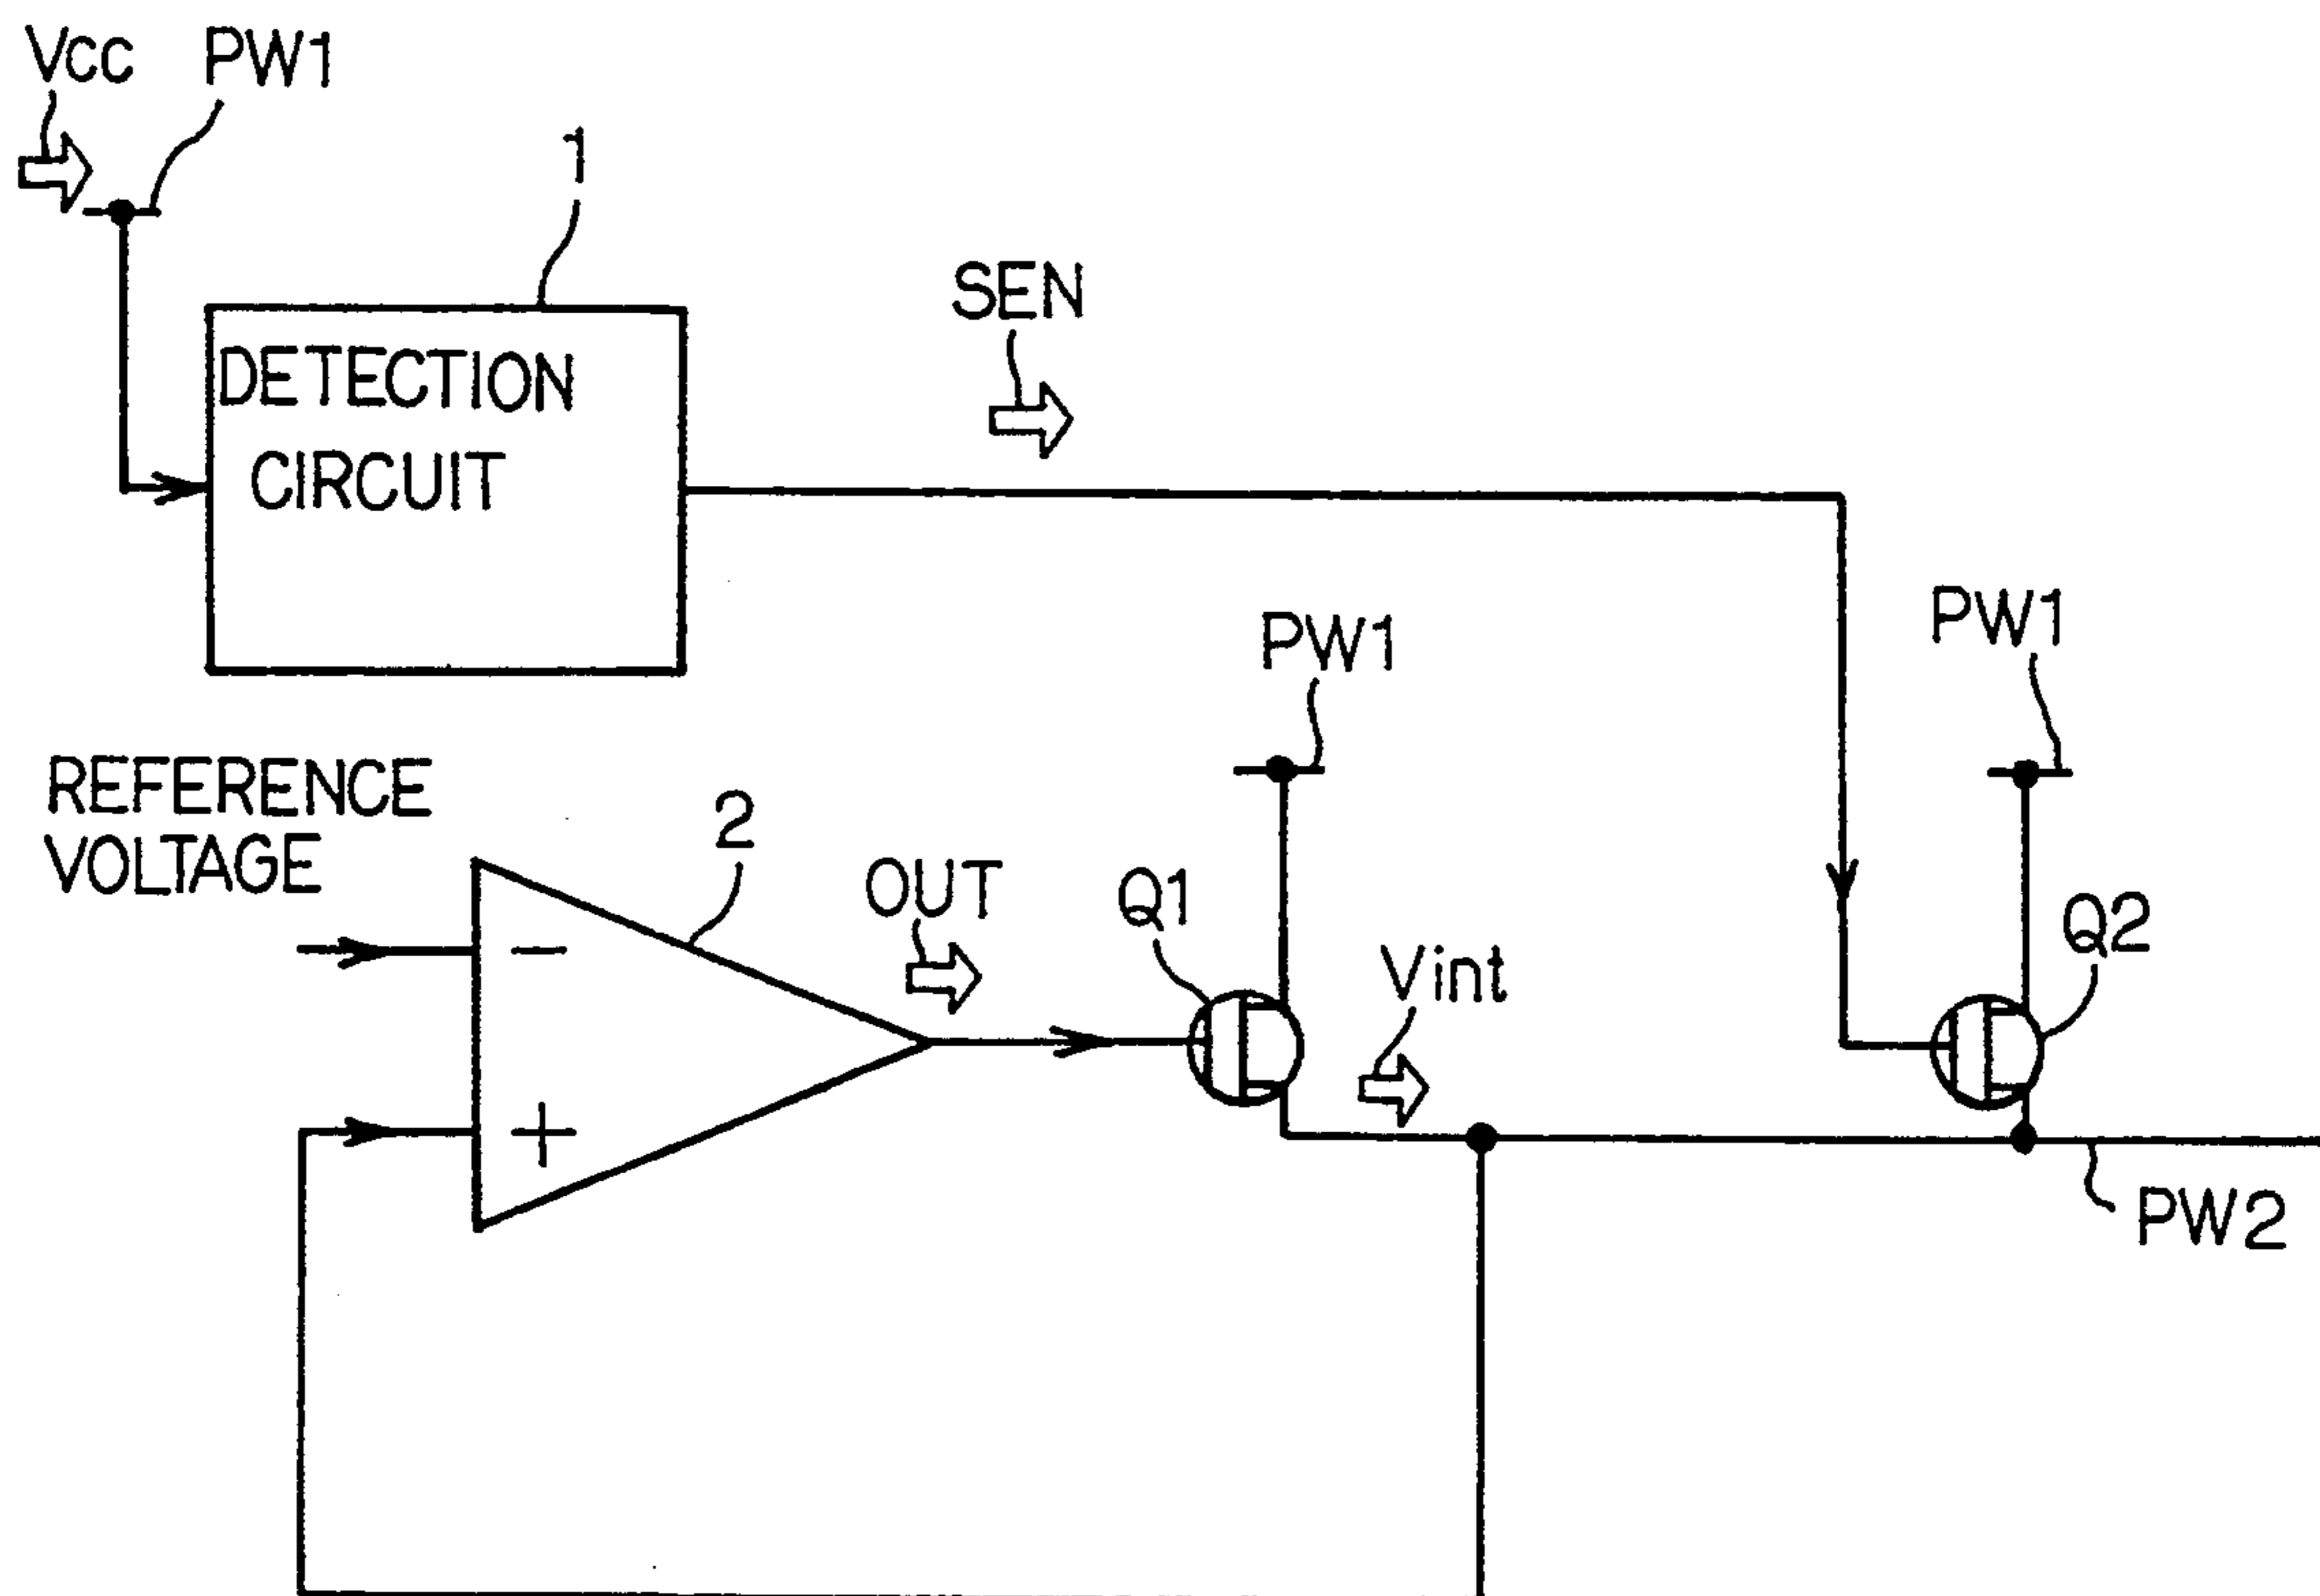 Vcc PW1
1
SEN
DETECTION
CIRCUIT
PW1
PW1
REFERENCE
VOLTAGE
2
OUT
Q1
Q2
Vint
−
+
PW2